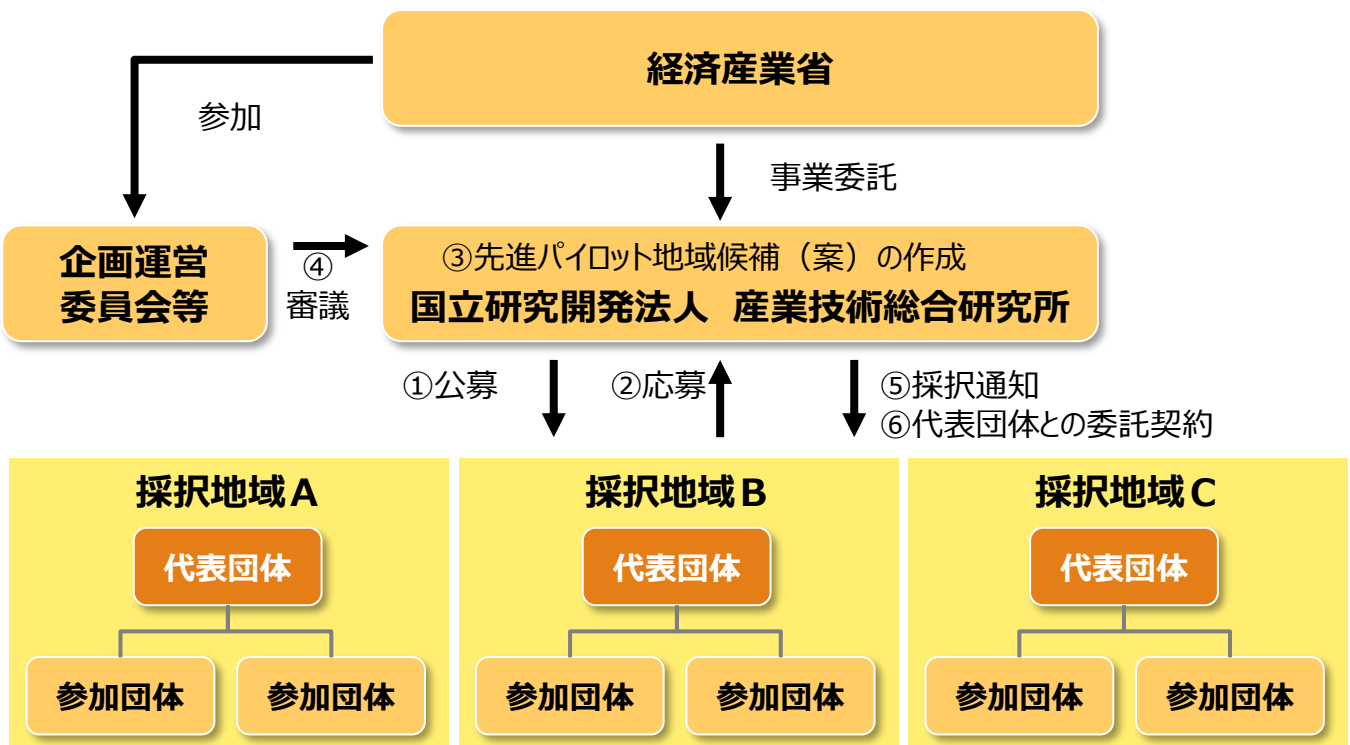 経済産業省
参加
事業委託
企画運営
委員会等
④
審議
③先進パイロット地域候補（案）の作成
国立研究開発法人 産業技術総合研究所
①公募
②応募
⑤採択通知
⑥代表団体との委託契約
採択地域A
代表団体
参加団体
参加団体
採択地域B
代表団体
参加団体
参加団体
採択地域C
代表団体
参加団体
参加団体